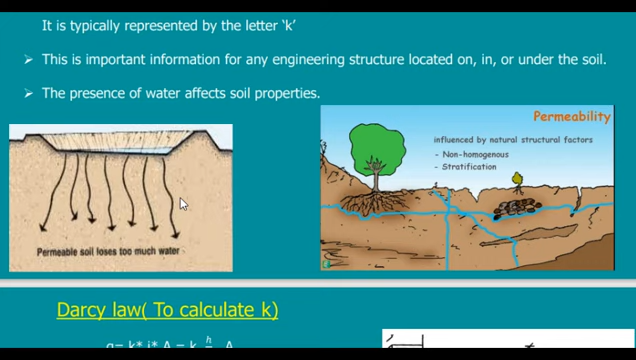 It is typically represented by the letter ‘k’
➢ This is important information for any engineering structure located on, in, or under the soil.
➢ The presence of water affects soil properties.
Permeability
influenced by natural structural factors
- Non-homogenous
- Stratification
Permeable soil loses too much water
Darcy law( To calculate k)
q= k* i* A = k h A